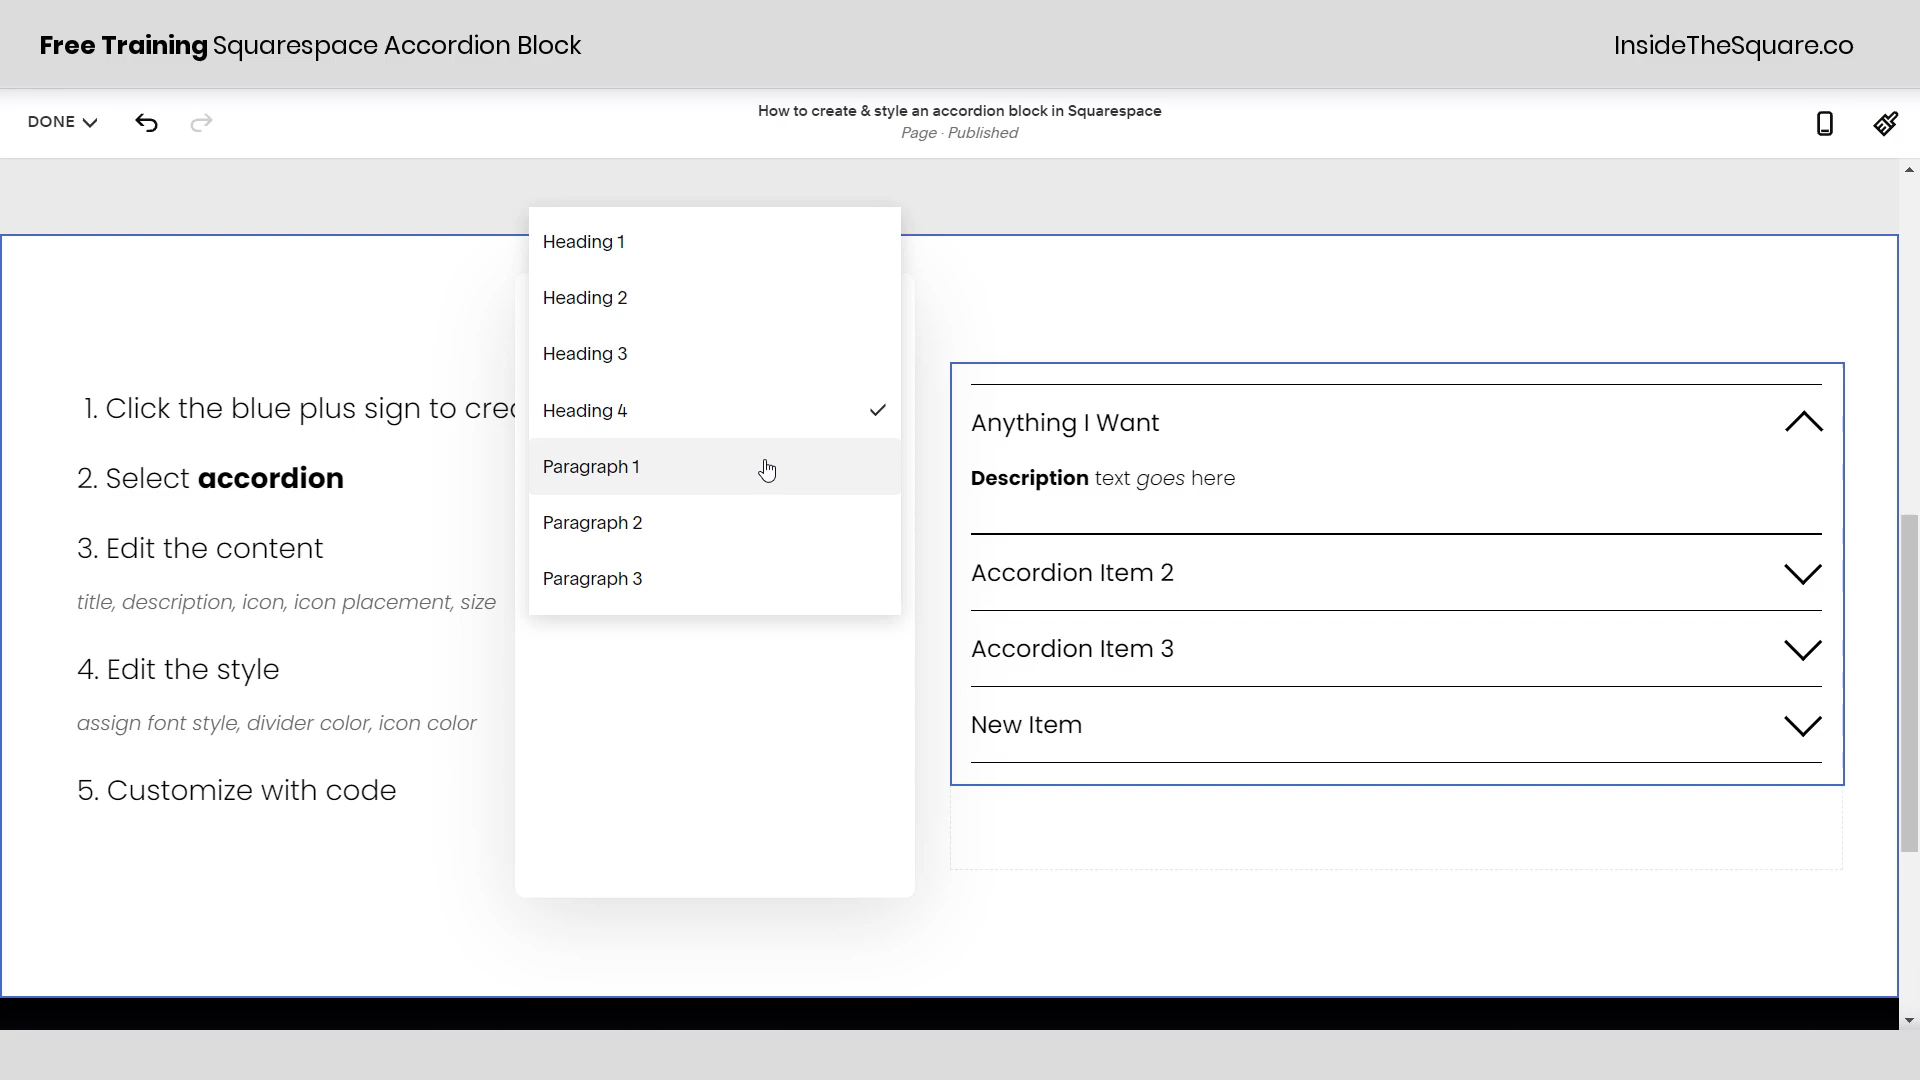 Free Training Squarespace Accordion Block
InsideTheSquare.co
DONE
How to create & style an accordion block in Squarespace
Page · Published
1. Click the blue plus sign to
2. Select accordion
3. Edit the content
title, description, icon, icon placement, size
4. Edit the style
assign font style, divider color, icon color
5. Customize with code
Heading 1
Heading 2
Heading 3
Heading 4
Paragraph 1
Paragraph 2
Paragraph 3
Anything I Want
Description text goes here
Accordion Item 2
Accordion Item 3
New Item